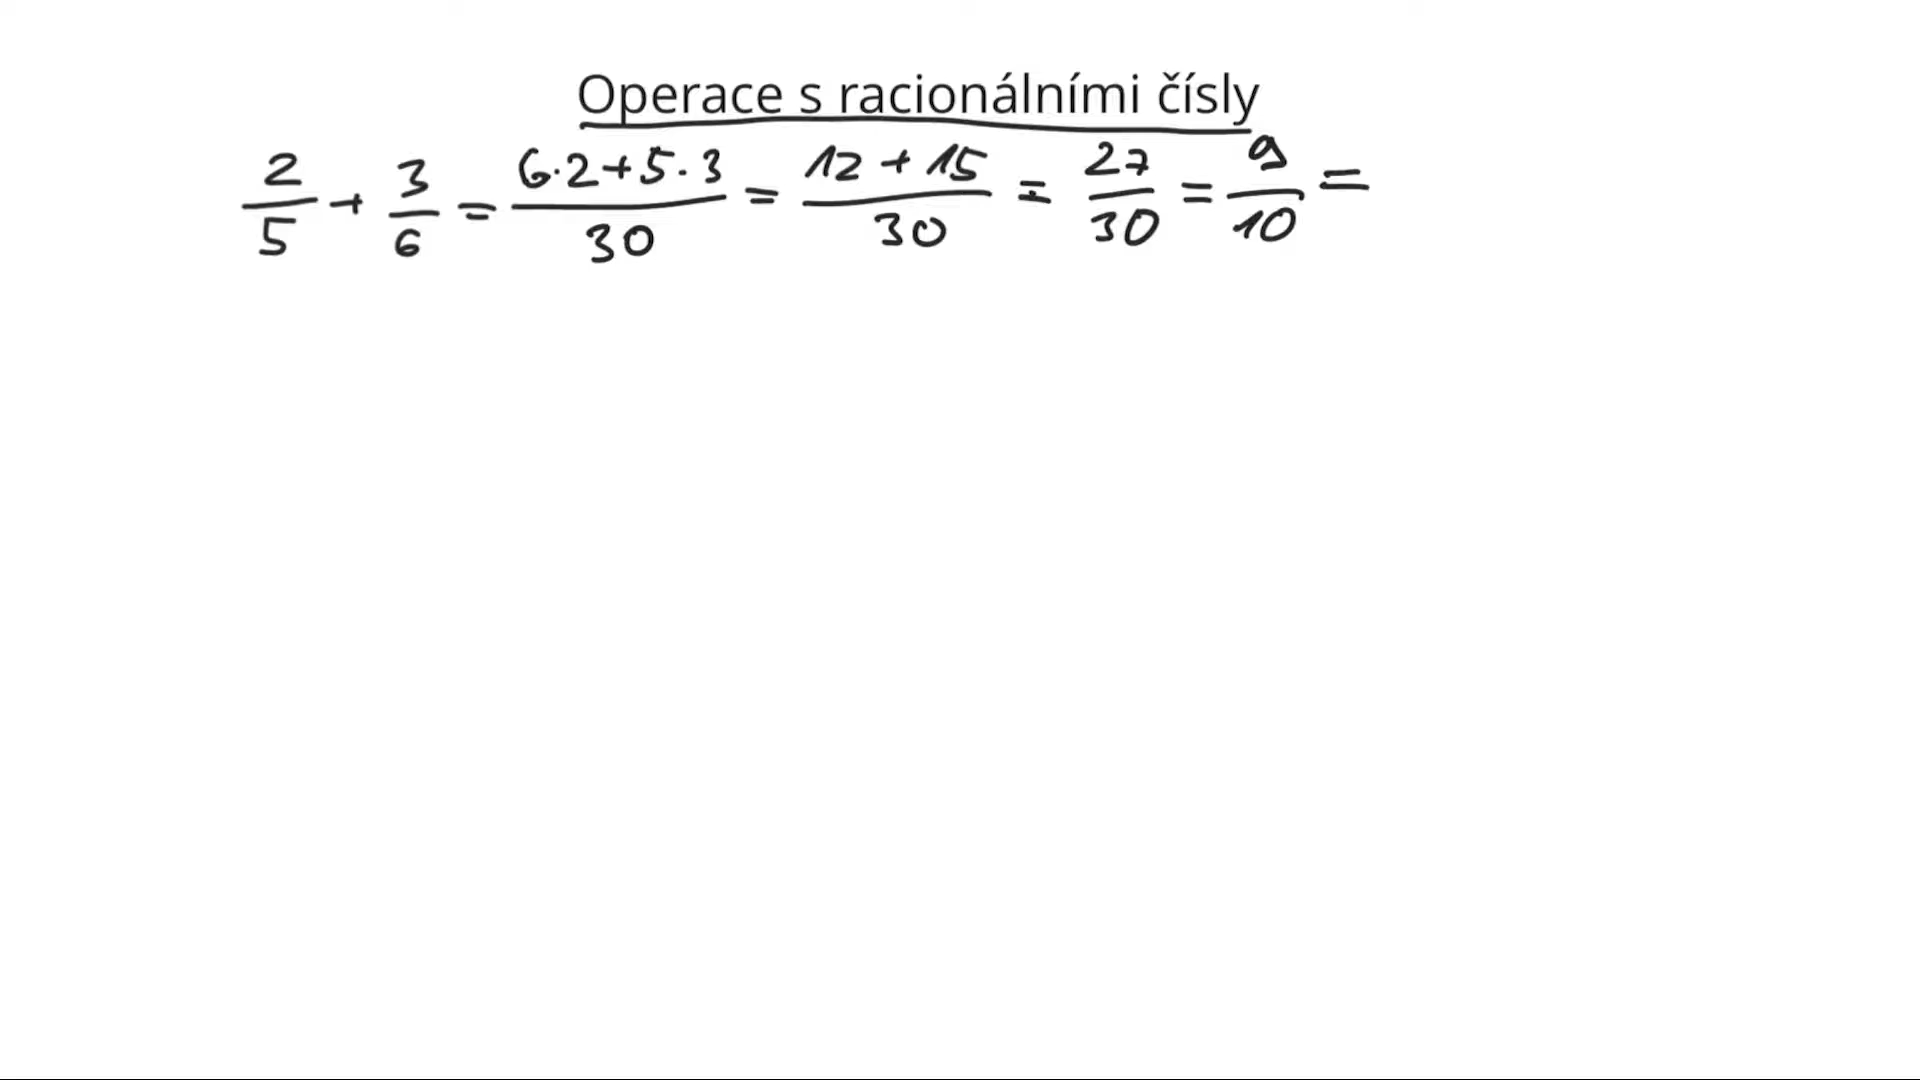 Operace s racionálními čísly
2/5 + 3/6 = (6·2+5·3)/30 = (12+15)/30 = 27/30 = 9/10 =